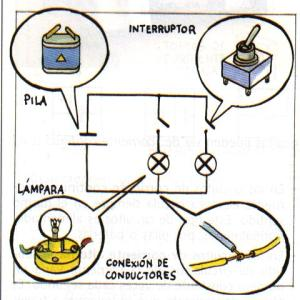 INTERRUPTOR
PILA
LÁMPARA
CONEXIÓN DE
CONDUCTORES